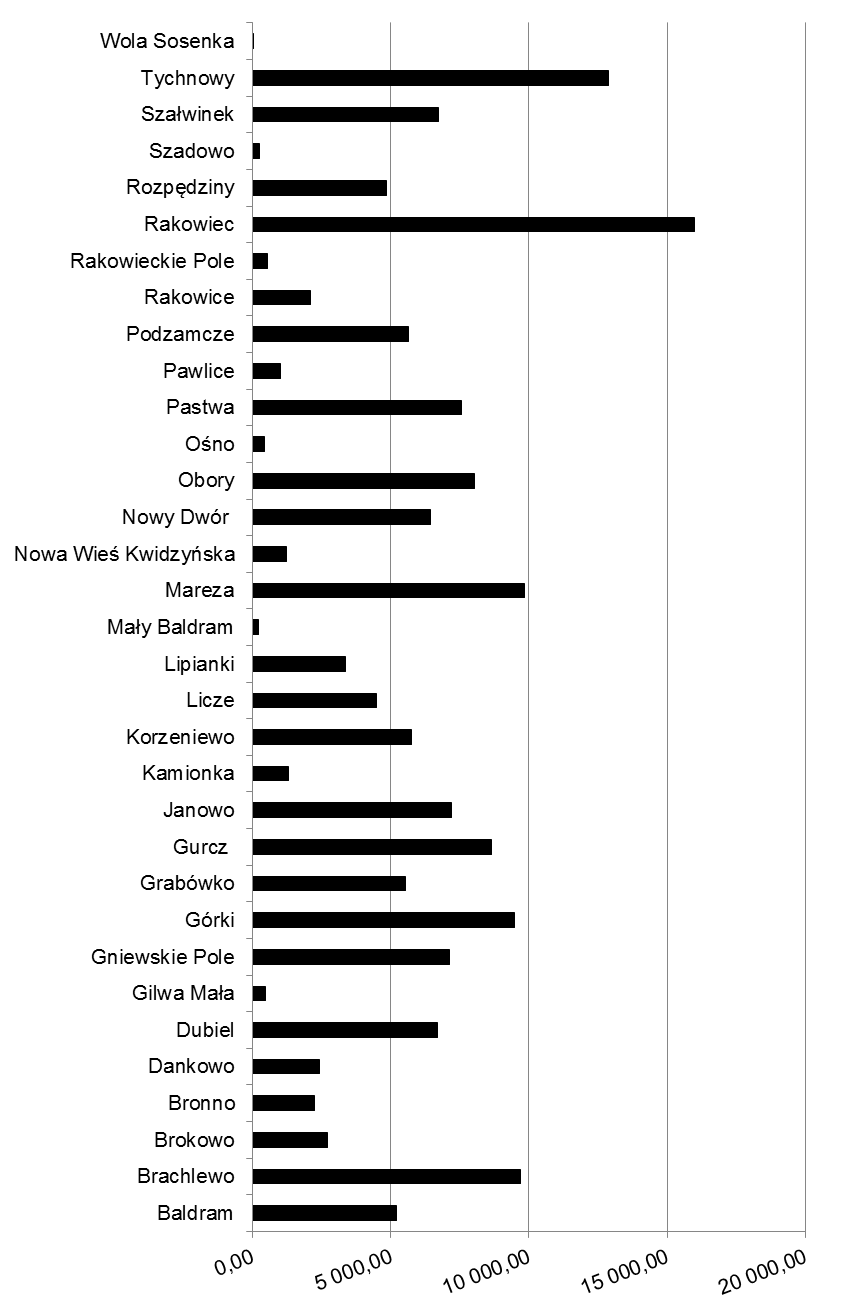 Wola Sosenka
Tychnowy
Szałwinek
Szadowo
Rozpędziny
Rakowiec
Rakowieckie Pole
Rakowice
Podzamcze
Pawlice
Pastwa
Ośno
Obory
Nowy Dwór
Nowa Wieś Kwidzyńska
Mareza
Mały Baldram
Lipianki
Licze
Korzeniewo
Kamionka
Janowo
Gurcz
Grabówko
Górki
Gniewskie Pole
Gilwa Mała
Dubiel
Dankowo
Bronno
Brokowo
Brachlewo
Baldram
0,00 5 000,00 10 000,00 15 000,00 20 000,00